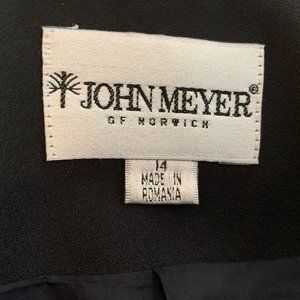 JOHN MEYER®
OF NORWICH
14
MADE IN
ROMANIA